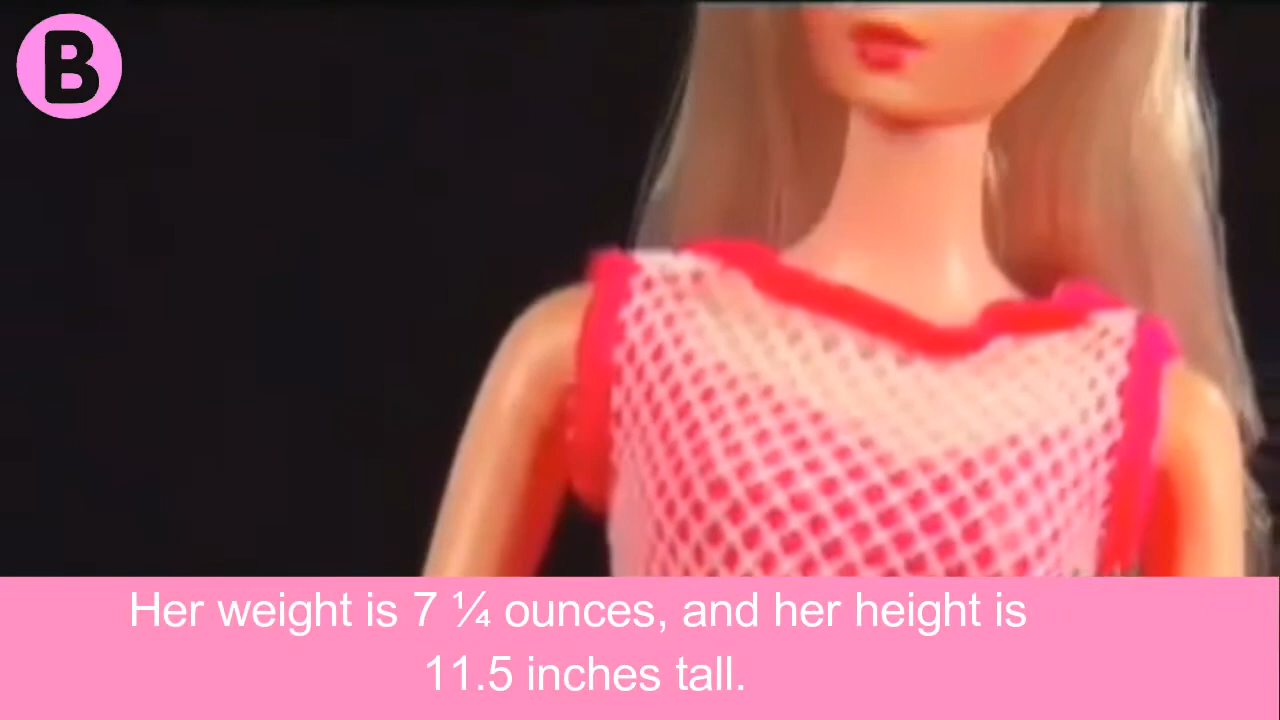 B
Her weight is 7 ¼ ounces, and her height is
11.5 inches tall.